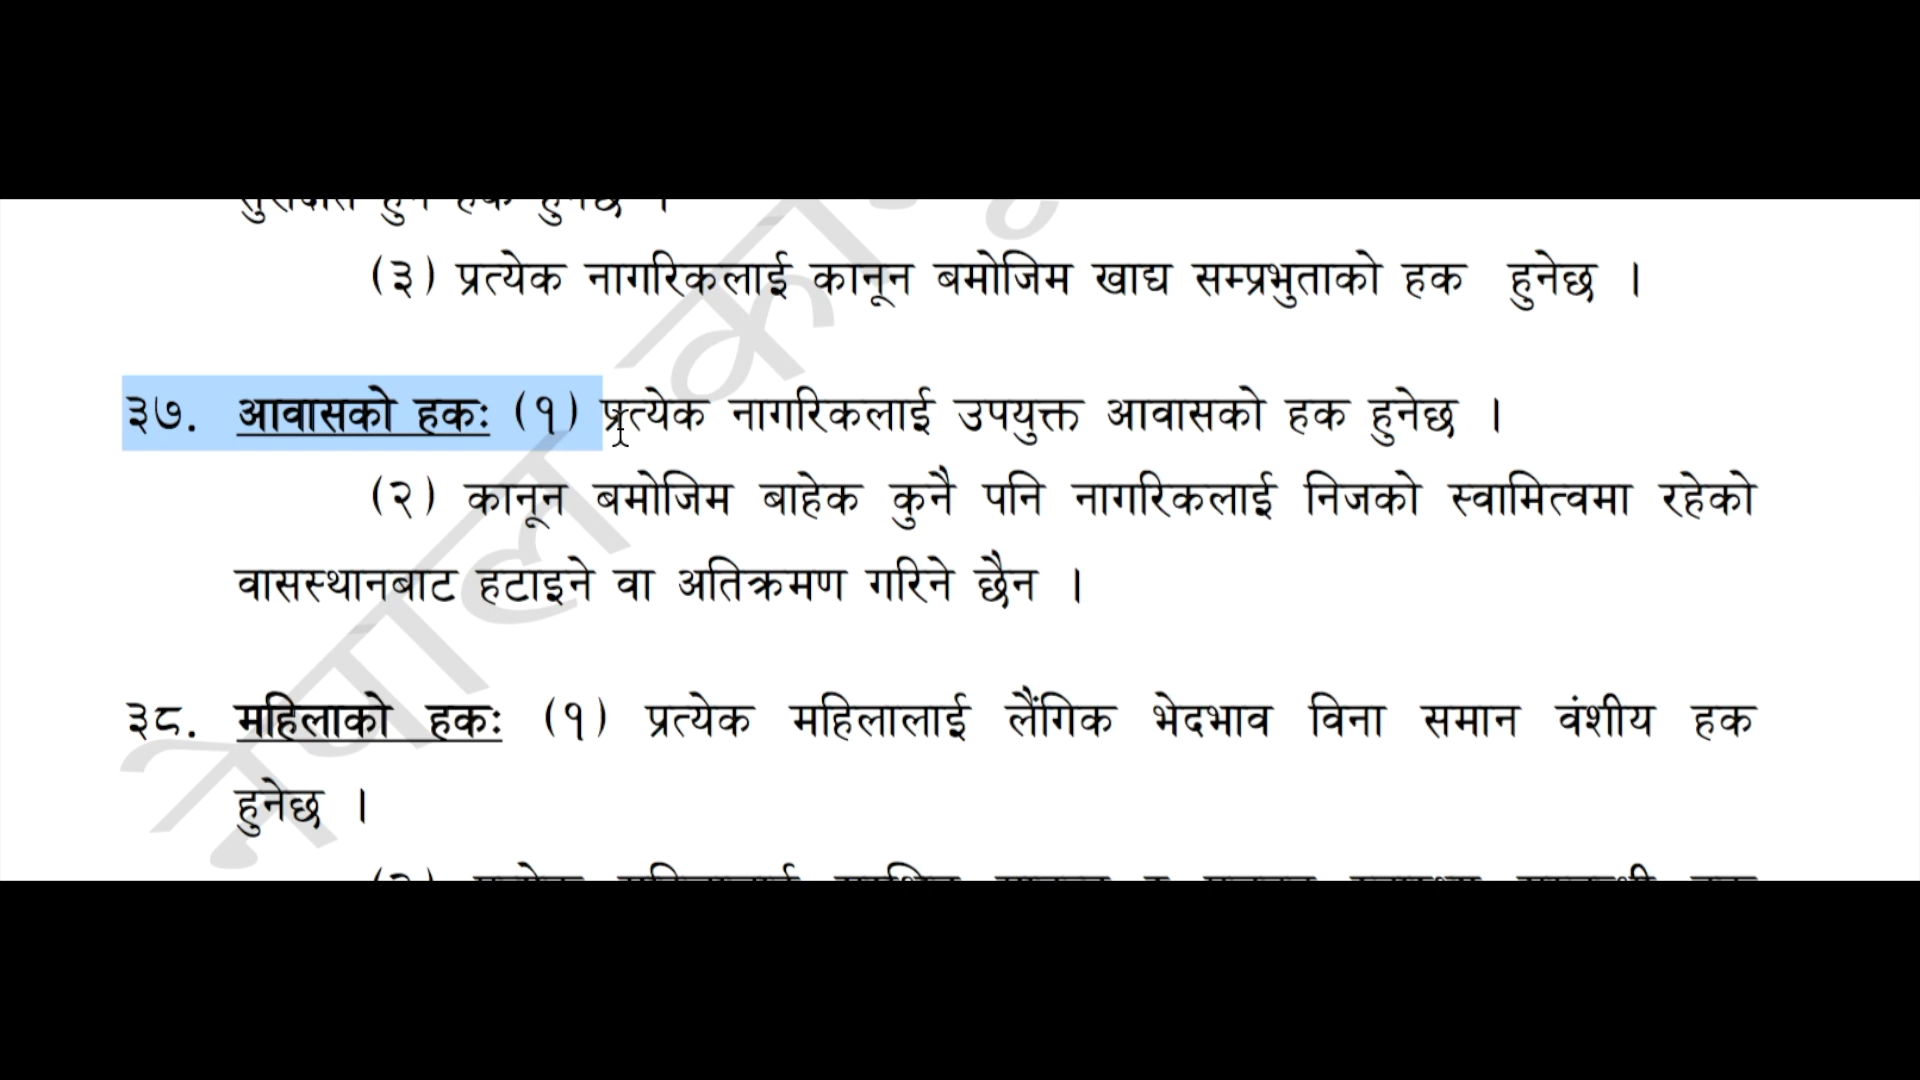 हुने हक हुनेछ ।
(३) प्रत्येक नागरिकलाई कानून बमोजिम खाद्य सम्प्रभुताको हक हुनेछ ।
३७. आवासको हकः (१) प्रत्येक नागरिकलाई उपयुक्त आवासको हक हुनेछ ।
(२) कानून बमोजिम बाहेक कुनै पनि नागरिकलाई निजको स्वामित्वमा रहेको
वासस्थानबाट हटाइने वा अतिक्रमण गरिने छैन ।
३८. महिलाको हकः (१) प्रत्येक महिलालाई लैंगिक भेदभाव विना समान वंशीय हक
हुनेछ ।
नेपाल